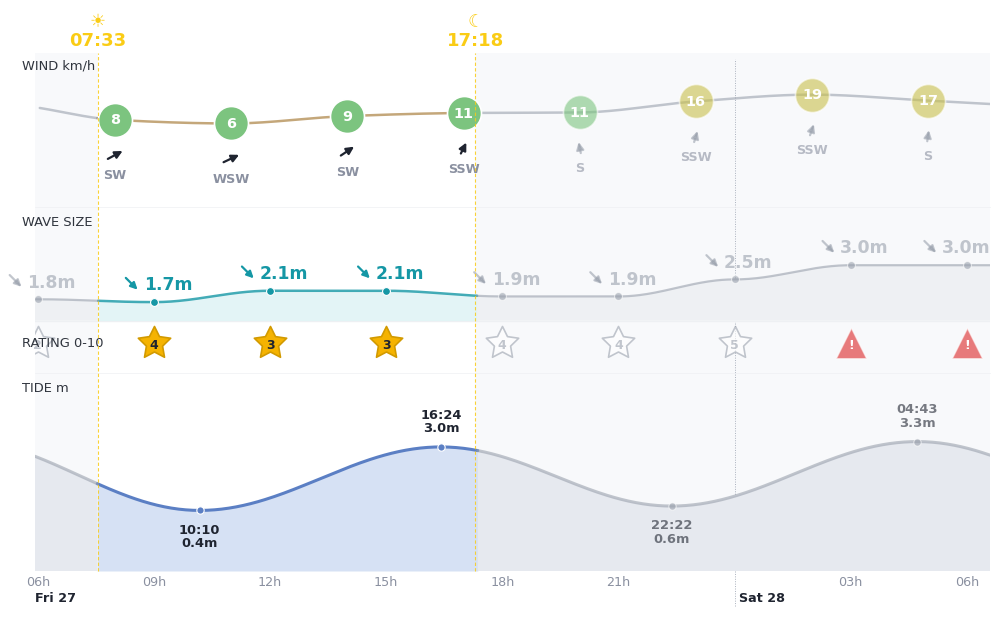 07:33
17:18
WIND km/h
8
6
9
11
11
16
19
17
SW
WSW
SW
SSW
S
SSW
SSW
S
WAVE SIZE
1.8m
1.7m
2.1m
2.1m
1.9m
1.9m
2.5m
3.0m
3.0m
RATING 0-10
4
3
3
4
4
5
!
!
TIDE m
16:24
3.0m
04:43
3.3m
10:10
0.4m
22:22
0.6m
06h
09h
12h
15h
18h
21h
03h
06h
Fri 27
Sat 28